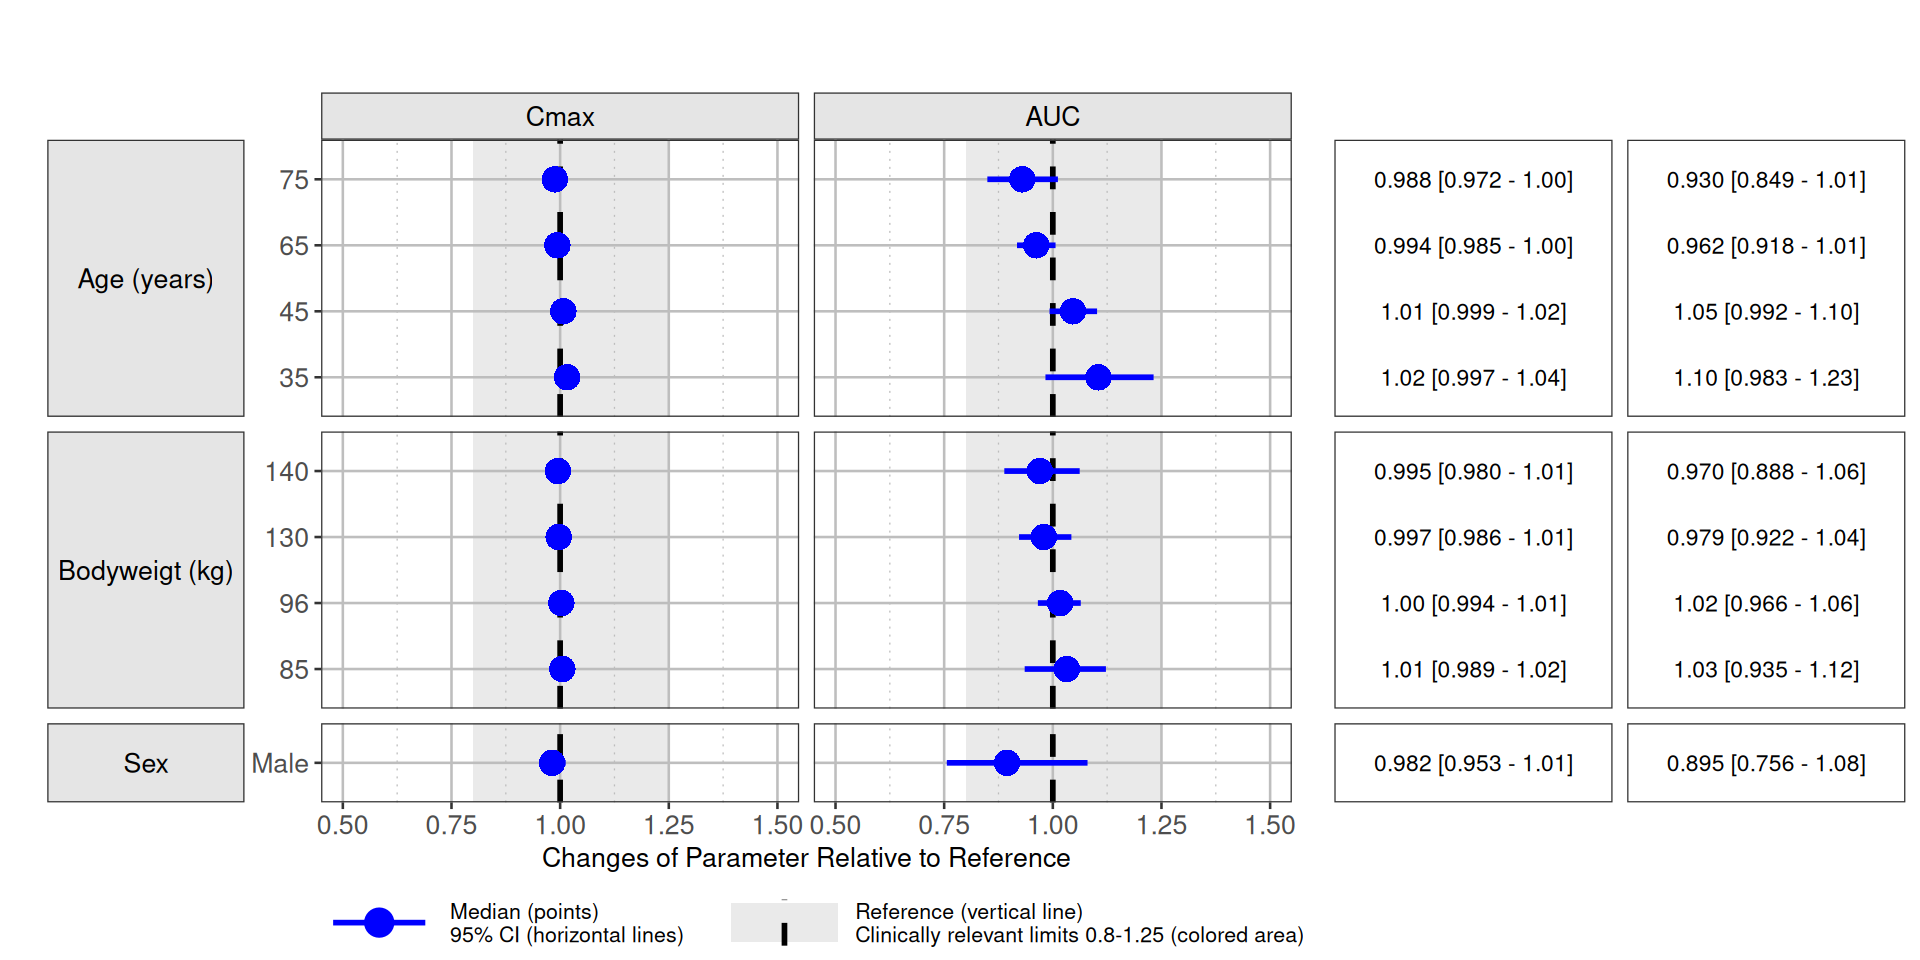 Cmax AUC
75 0.988 [0.972 - 1.00] 0.930 [0.849 - 1.01]
65 0.994 [0.985 - 1.00] 0.962 [0.918 - 1.01]
Age (years)
45 1.01 [0.999 - 1.02] 1.05 [0.992 - 1.10]
35 1.02 [0.997 - 1.04] 1.10 [0.983 - 1.23]
140 0.995 [0.980 - 1.01] 0.970 [0.888 - 1.06]
130 0.997 [0.986 - 1.01] 0.979 [0.922 - 1.04]
Bodyweigt (kg)
96 1.00 [0.994 - 1.01] 1.02 [0.966 - 1.06]
85 1.01 [0.989 - 1.02] 1.03 [0.935 - 1.12]
Sex Male 0.982 [0.953 - 1.01] 0.895 [0.756 - 1.08]
0.50 0.75 1.00 1.25 1.50 0.50 0.75 1.00 1.25 1.50
Changes of Parameter Relative to Reference
Median (points)
95% CI (horizontal lines)
Reference (vertical line)
Clinically relevant limits 0.8-1.25 (colored area)